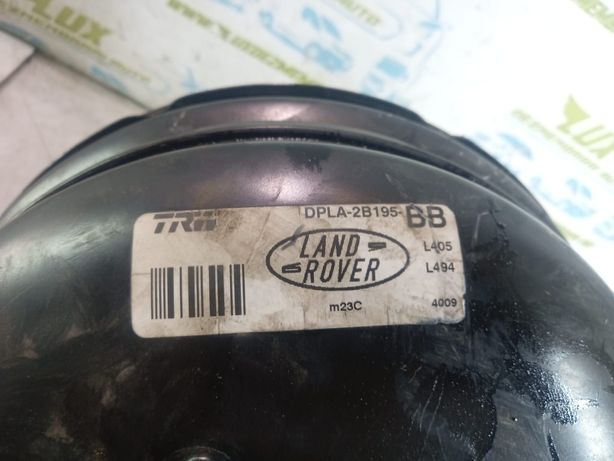 LUX
TRW
DPLA-2B195-BB
LAND
ROVER
L405
L494
m23C
4009